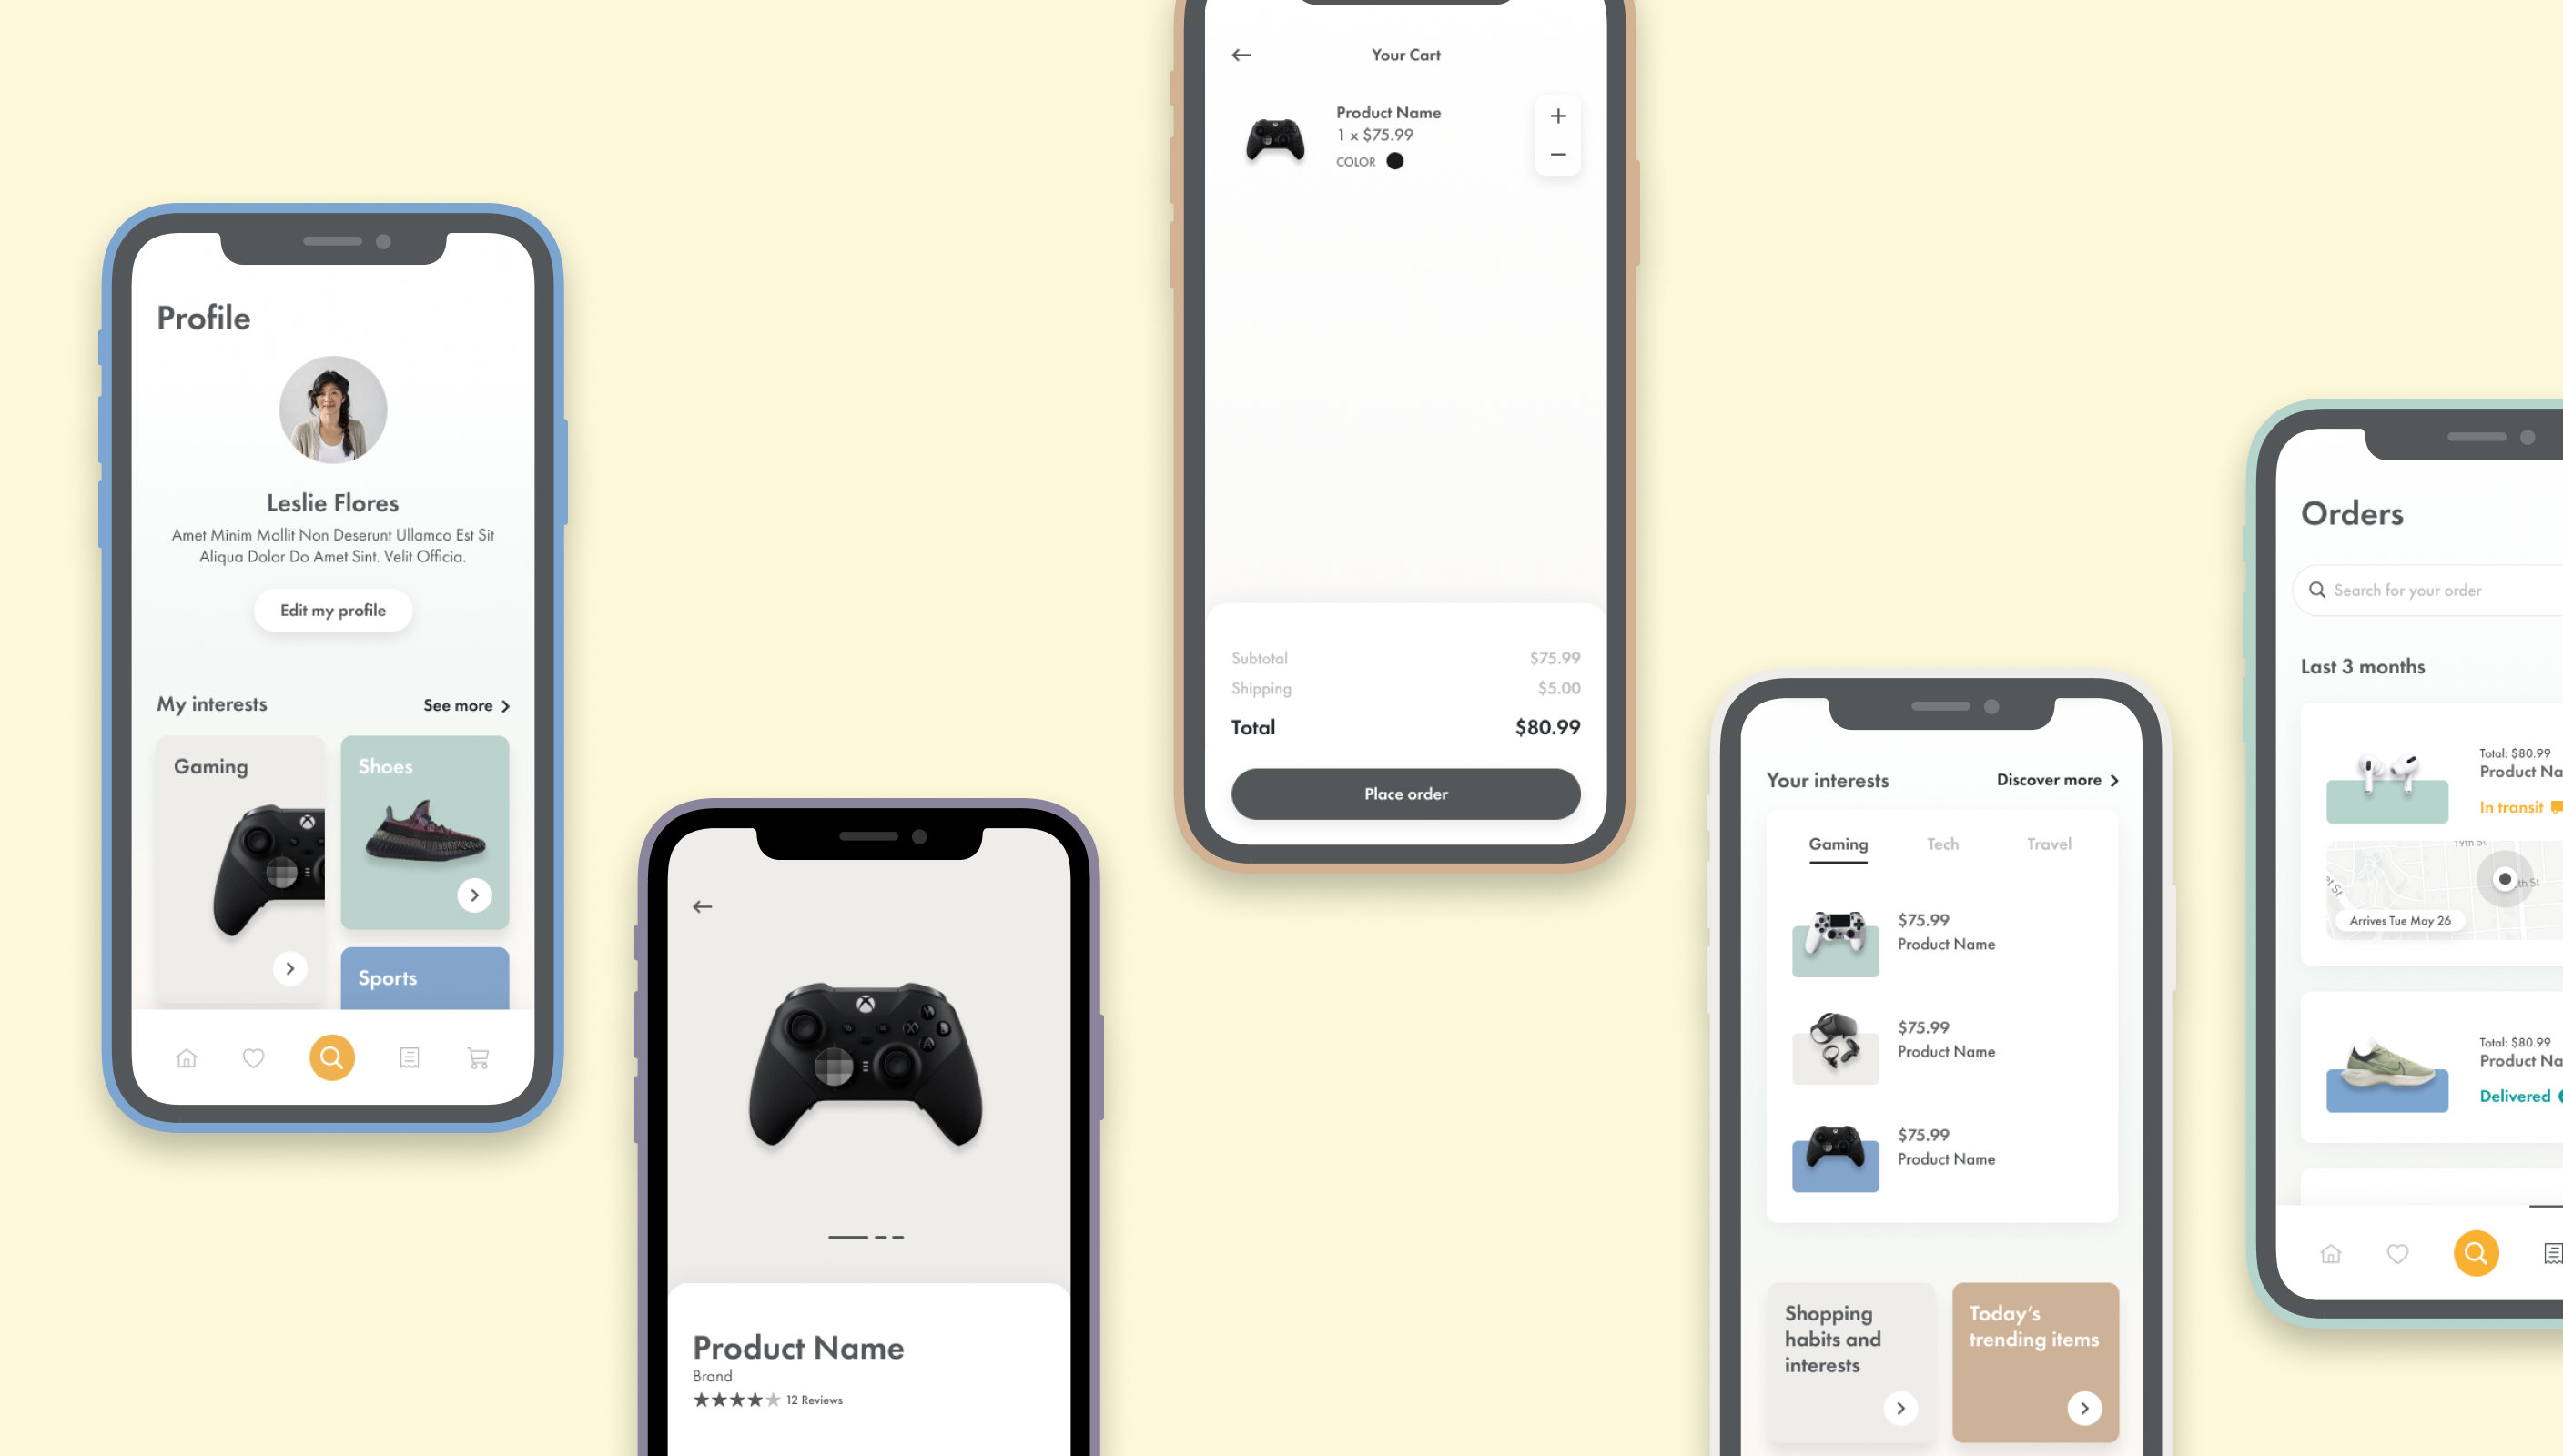 Profile
Leslie Flores
Amet Minim Mollit Non Deserunt Ullamco Est Sit
Aliqua Dolor Do Amet Sint. Velit Officia.
Edit my profile
My interests
See more
Gaming
Shoes
Sports
Product Name
Brand
12 Reviews
Your Cart
Product Name
1 x $75.99
COLOR
Subtotal
$75.99
Shipping
$5.00
Total
$80.99
Place order
Your interests
Discover more
Gaming
Tech
Travel
$75.99
Product Name
$75.99
Product Name
$75.99
Product Name
Shopping
habits and
interests
Today’s
trending items
Orders
Search for your order
Last 3 months
Total: $80.99
Product Na
In transit
19th St
Arrives Tue May 26
Total: $80.99
Product Na
Delivered